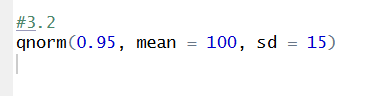 #3.2
qnorm(0.95, mean = 100, sd = 15)